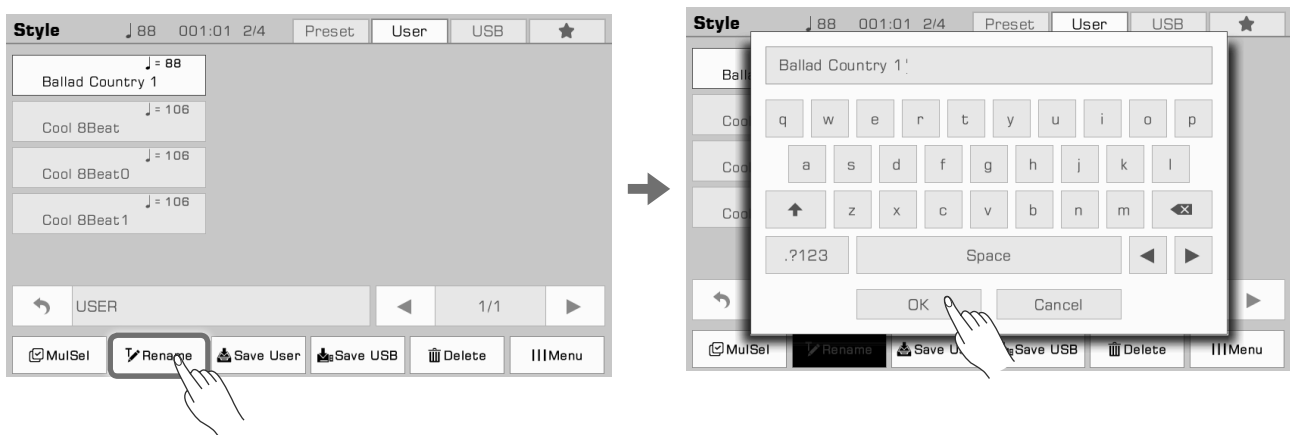 Style ♩ 88 001:01 2/4 Preset User USB ★
♩ = 88
Ballad Country 1
♩ = 106
Cool 8Beat
♩ = 106
Cool 8Beat0
♩ = 106
Cool 8Beat1
USER 1/1
MulSel Rename Save User Save USB Delete Menu
Style ♩ 88 001:01 2/4 Preset User USB ★
Ballad Country 1
q w e r t y u i o p
a s d f g h j k l
z x c v b n m
.?123 Space
OK Cancel
MulSel Rename Save USB Delete Menu